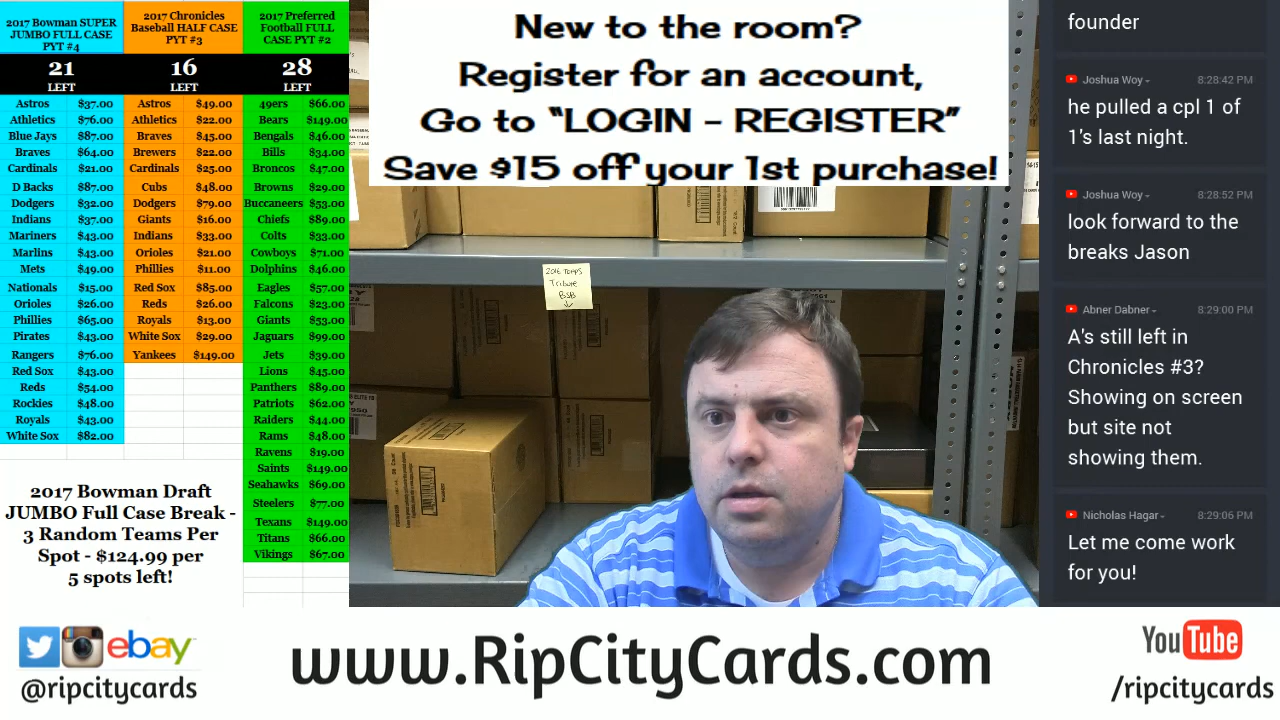 2017 Bowman SUPER
JUMBO FULL CASE
PYT #4
21
LEFT
Astros $37.00
Athletics $76.00
Blue Jays $87.00
Braves $64.00
Cardinals $21.00
D Backs $87.00
Dodgers $32.00
Indians $37.00
Mariners $43.00
Marlins $43.00
Mets $49.00
Nationals $15.00
Orioles $26.00
Phillies $65.00
Pirates $43.00
Rangers $76.00
Red Sox $43.00
Reds $54.00
Rockies $48.00
Royals $43.00
White Sox $82.00
2017 Chronicles
Baseball HALF CASE
PYT #3
16
LEFT
Astros $49.00
Athletics $22.00
Braves $45.00
Brewers $22.00
Cardinals $25.00
Cubs $48.00
Dodgers $79.00
Giants $16.00
Indians $33.00
Orioles $21.00
Phillies $11.00
Red Sox $85.00
Reds $26.00
Royals $13.00
White Sox $29.00
Yankees $149.00
2017 Preferred
Football FULL
CASE PYT #2
28
LEFT
49ers $66.00
Bears $149.00
Bengals $46.00
Bills $34.00
Broncos $47.00
Browns $29.00
Buccaneers $53.00
Chiefs $89.00
Colts $33.00
Cowboys $71.00
Dolphins $46.00
Eagles $57.00
Falcons $23.00
Giants $53.00
Jaguars $99.00
Jets $39.00
Lions $45.00
Panthers $89.00
Patriots $62.00
Raiders $44.00
Rams $48.00
Ravens $19.00
Saints $149.00
Seahawks $69.00
Steelers $77.00
Texans $149.00
Titans $66.00
Vikings $67.00
2017 Bowman Draft
JUMBO Full Case Break -
3 Random Teams Per
Spot - $124.99 per
5 spots left!
New to the room?
Register for an account,
Go to "LOGIN - REGISTER"
Save $15 off your 1st purchase!
2016 TOPPS
Tribute
BSB
↓
founder
Joshua Woy 8:28:42 PM
he pulled a cpl 1 of
1's last night.
Joshua Woy 8:28:52 PM
look forward to the
breaks Jason
Abner Dabner 8:29:00 PM
A's still left in
Chronicles #3?
Showing on screen
but site not
showing them.
Nicholas Hagar 8:29:06 PM
Let me come work
for you!
ebay
@ripcitycards
www.RipCityCards.com
YouTube
/ripcitycards